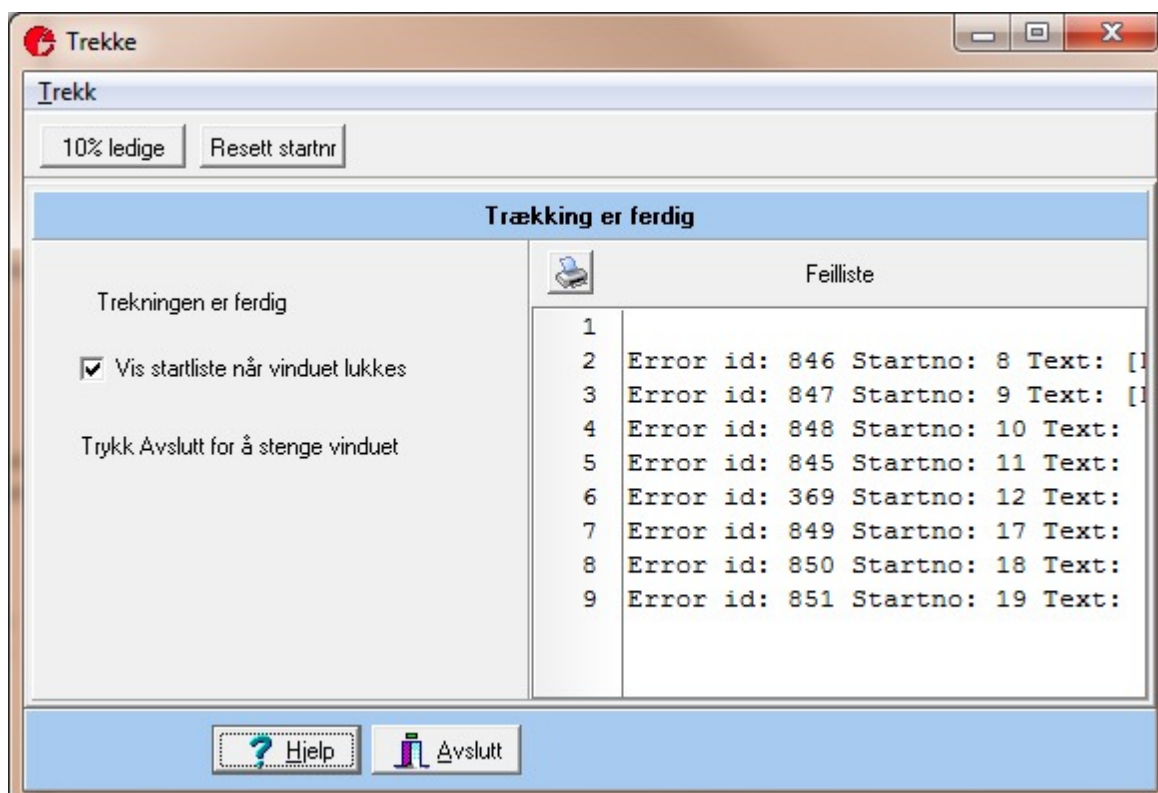 Trekke
Trekk
10% ledige Resett startnr
Trækking er ferdig
Trekningen er ferdig
Vis startliste når vinduet lukkes
Trykk Avslutt for å stenge vinduet
Feilliste
1
2 Error id: 846 Startno: 8 Text: [
3 Error id: 847 Startno: 9 Text: [
4 Error id: 848 Startno: 10 Text:
5 Error id: 845 Startno: 11 Text:
6 Error id: 369 Startno: 12 Text:
7 Error id: 849 Startno: 17 Text:
8 Error id: 850 Startno: 18 Text:
9 Error id: 851 Startno: 19 Text:
? Hjelp Avslutt